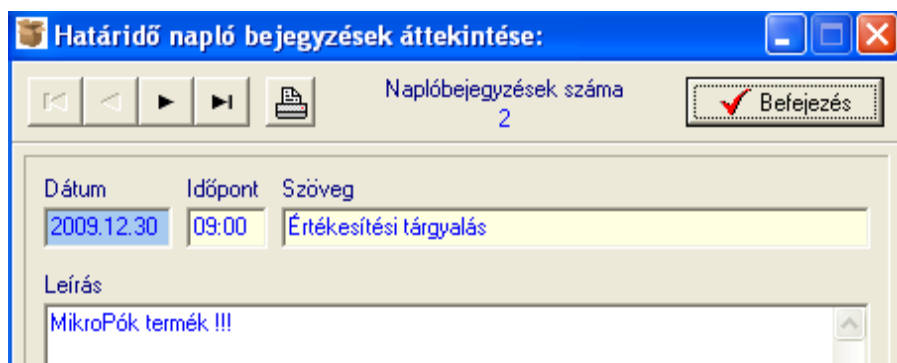 Határidő napló bejegyzések áttekintése:
Naplóbejegyzések száma
2
Befejezés
Dátum Időpont Szöveg
2009.12.30 09:00 Értékesítési tárgyalás
Leírás
MikroPók termék !!!